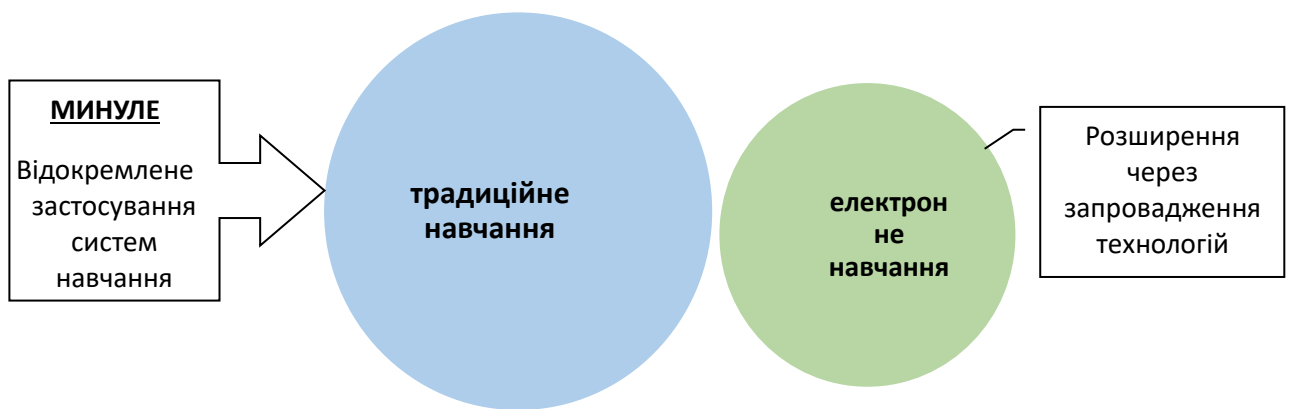 МИНУЛЕ
Відокремлене
застосування
систем
навчання
традиційне
навчання
електрон
не
навчання
Розширення
через
запровадження
технологій